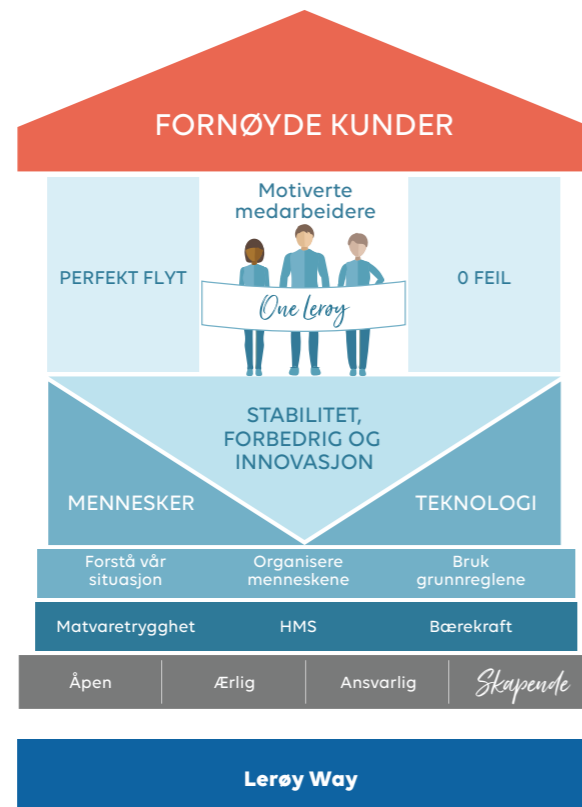 FORNØYDE KUNDER
Motiverte
medarbeidere
PERFEKT FLYT
One Lerøy
0 FEIL
STABILITET,
FORBEDRIG OG
INNOVASJON
MENNESKER
TEKNOLOGI
Forstå vår
situasjon
Organisere
menneskene
Bruk
grunnreglene
Matvaretrygghet
HMS
Bærekraft
Åpen
Ærlig
Ansvarlig
Skapende
Lerøy Way